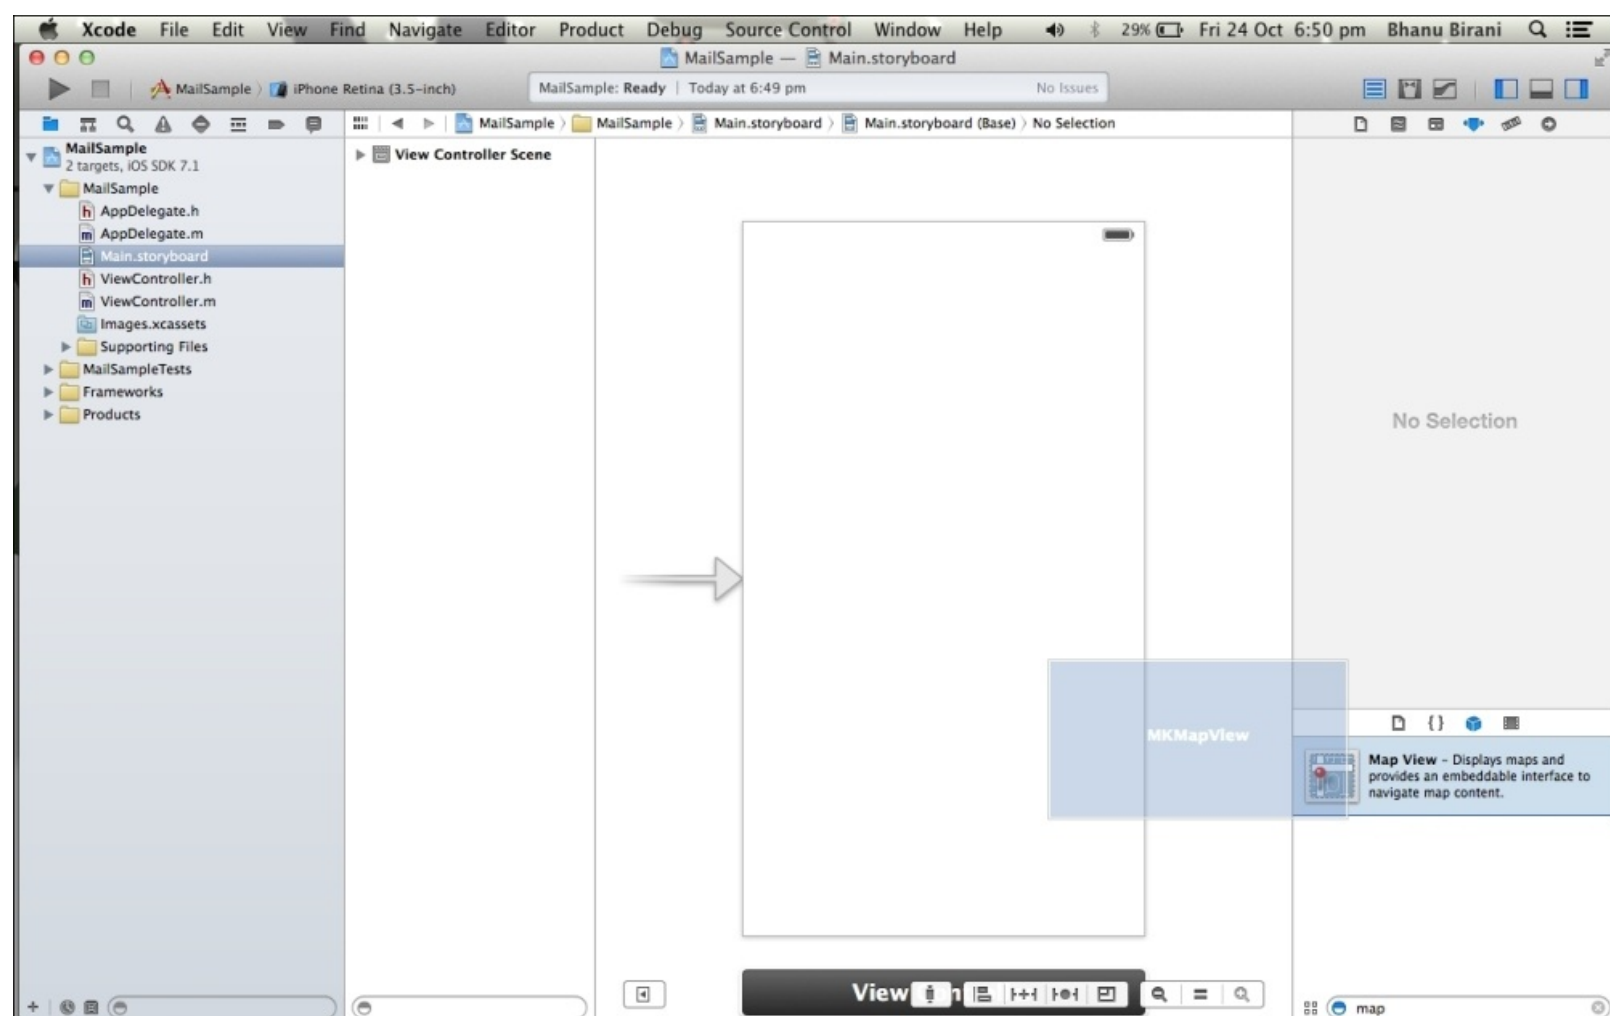 Xcode File Edit View Find Navigate Editor Product Debug Source Control Window Help 29% Fri 24 Oct 6:50 pm Bhanu Birani
MailSample — Main.storyboard
MailSample iPhone Retina (3.5-inch) MailSample: Ready | Today at 6:49 pm No Issues
MailSample MailSample Main.storyboard Main.storyboard (Base) No Selection
MailSample
2 targets, iOS SDK 7.1
MailSample
AppDelegate.h
AppDelegate.m
Main.storyboard
ViewController.h
ViewController.m
Images.xcassets
Supporting Files
MailSampleTests
Frameworks
Products
View Controller Scene
No Selection
MKMapView
Map View - Displays maps and
provides an embeddable interface to
navigate map content.
View
map